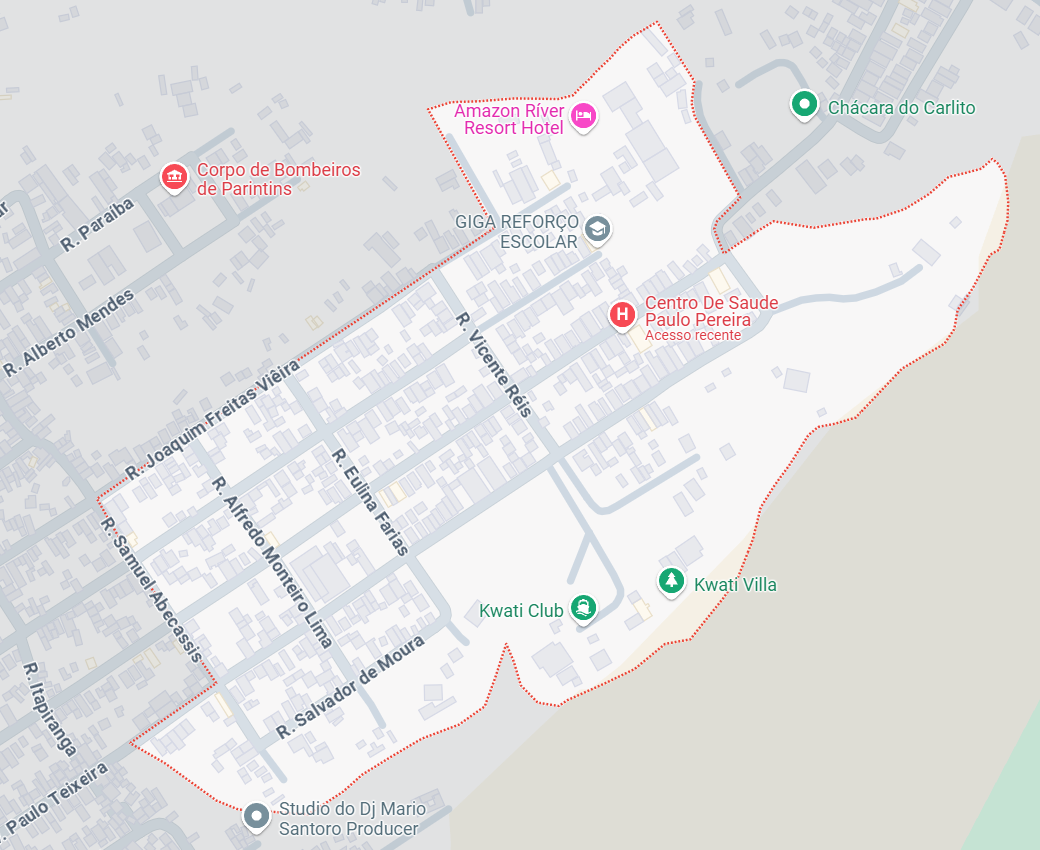 Amazon Ríver
Resort Hotel
Chácara do Carlito
Corpo de Bombeiros
de Parintins
R. Paraíba
GIGA REFORÇO
ESCOLAR
R. Alberto Mendes
Centro De Saude
Paulo Pereira
Acesso recente
R. Vicente Réis
R. Joaquim Freitas Viêira
R. Eulina Farias
R. Alfredo Monteiro Lima
R. Samuel Abecassis
Kwati Villa
Kwati Club
R. Salvador de Moura
R. Itapiranga
R. Paulo Teixeira
Studio do Dj Mario
Santoro Producer